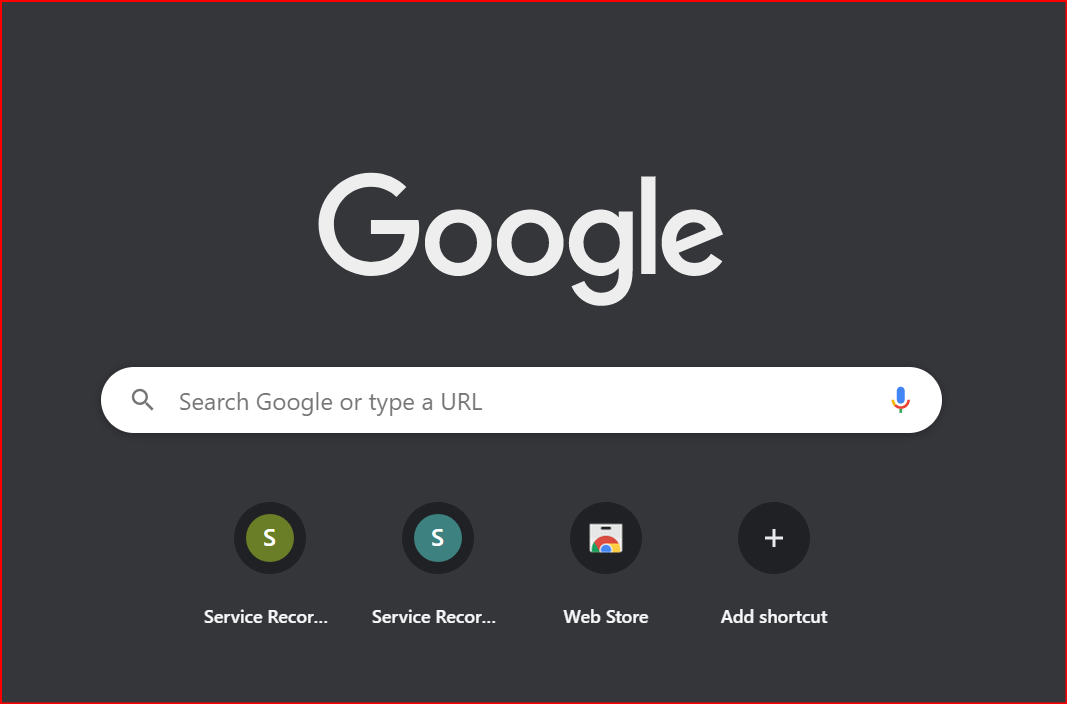 Google
Search Google or type a URL
S
S
Service Recor...
Service Recor...
Web Store
Add shortcut